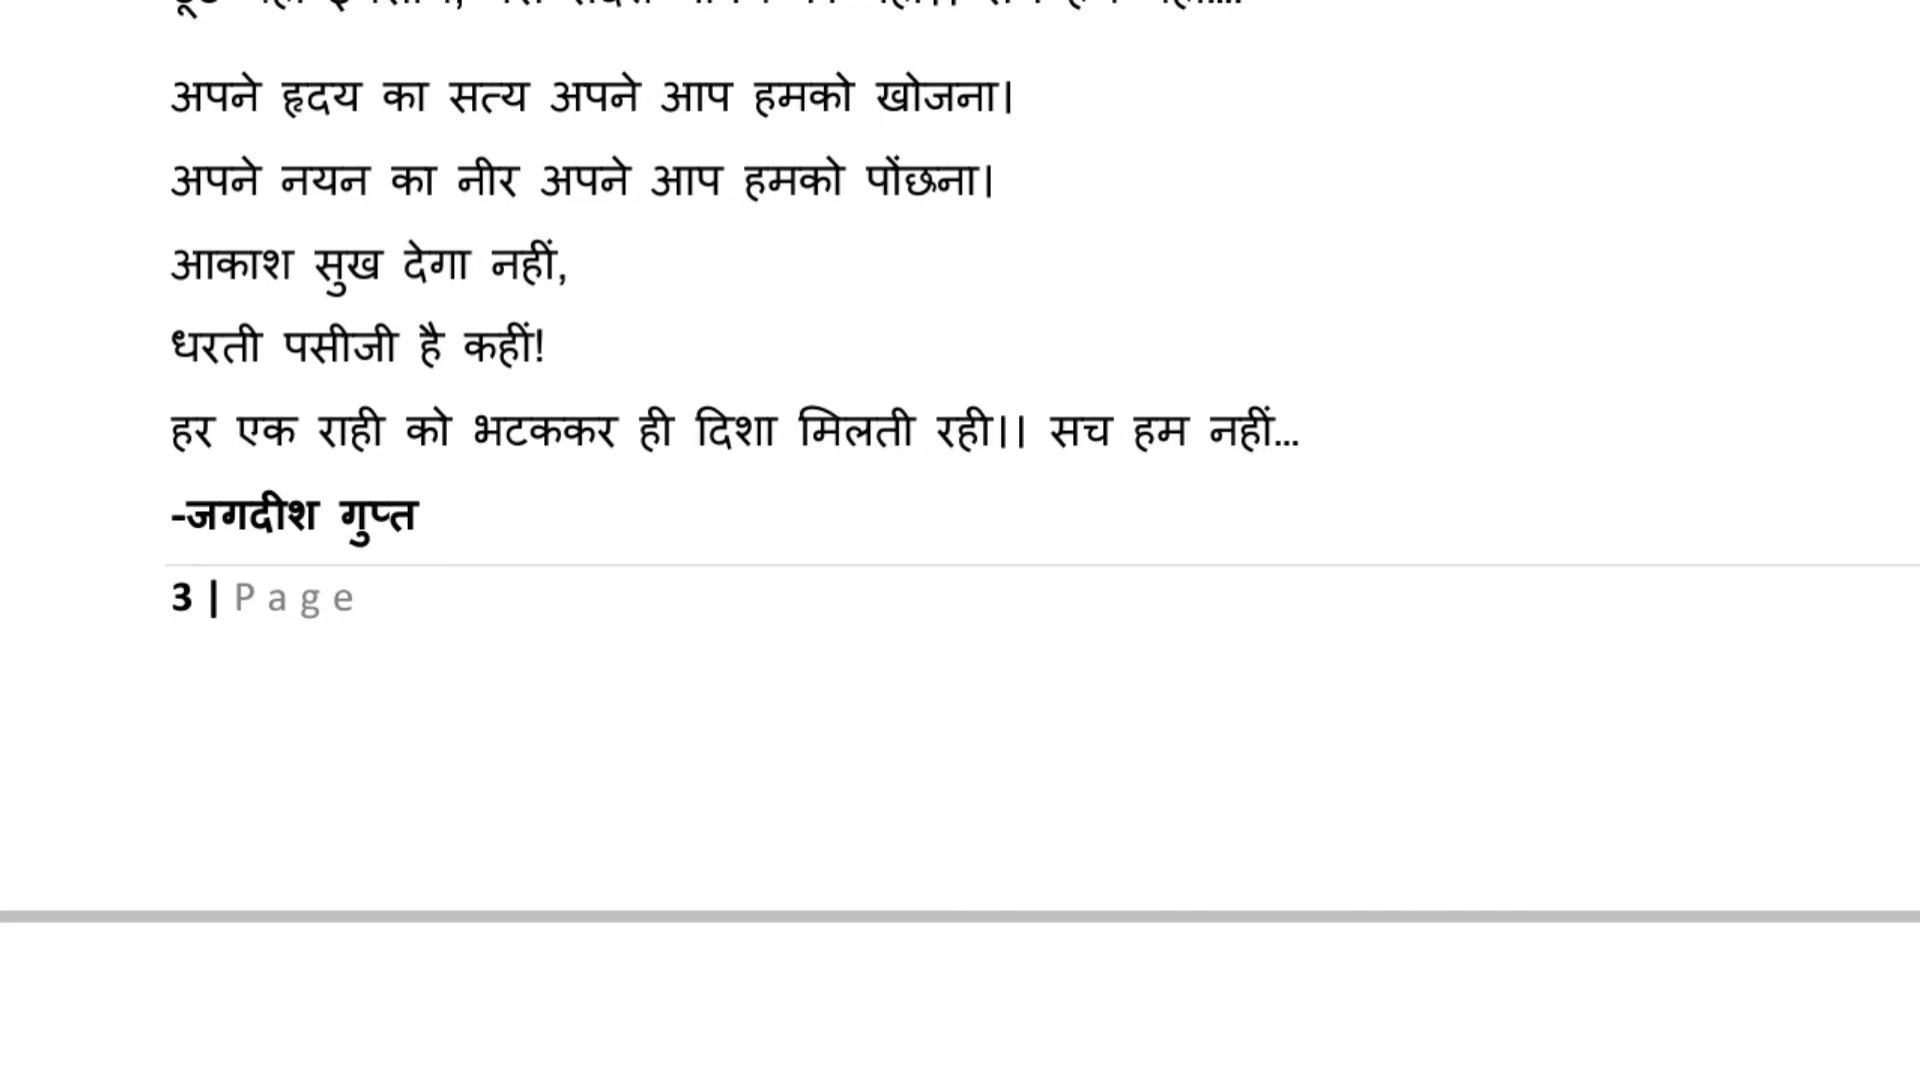 अपने हृदय का सत्य अपने आप हमको खोजना।
अपने नयन का नीर अपने आप हमको पोंछना।
आकाश सुख देगा नहीं,
धरती पसीजी है कहीं!
हर एक राही को भटककर ही दिशा मिलती रही।। सच हम नहीं...
-जगदीश गुप्त
3 | Page